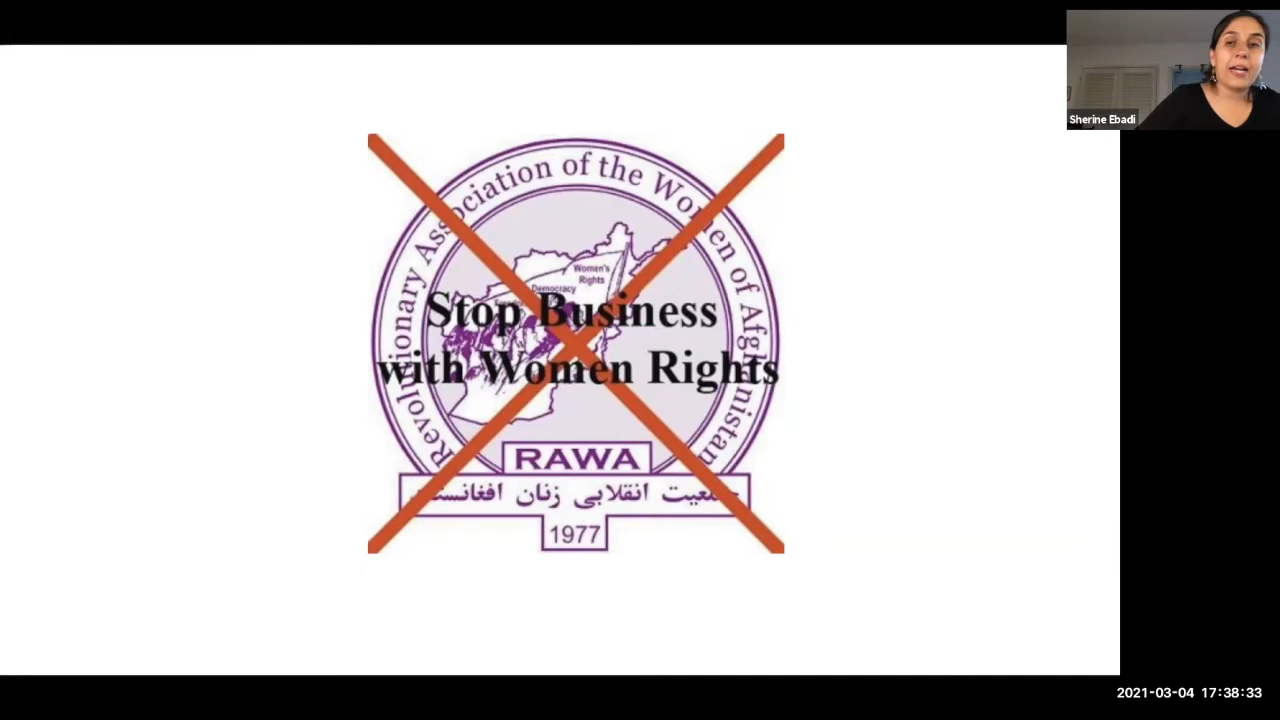 Sherine Ebadi
Revolutionary Association of the Women of Afghanistan
Women's
Rights
Democracy
Stop Business
with Women Rights
RAWA
جمعیت انقلابی زنان افغانستان
1977
2021-03-04 17:38:33